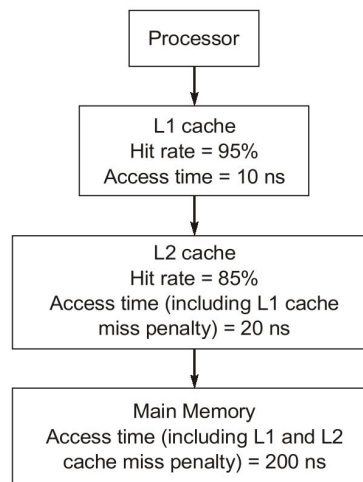 Processor
L1 cache
Hit rate = 95%
Access time = 10 ns
L2 cache
Hit rate = 85%
Access time (including L1 cache
miss penalty) = 20 ns
Main Memory
Access time (including L1 and L2
cache miss penalty) = 200 ns